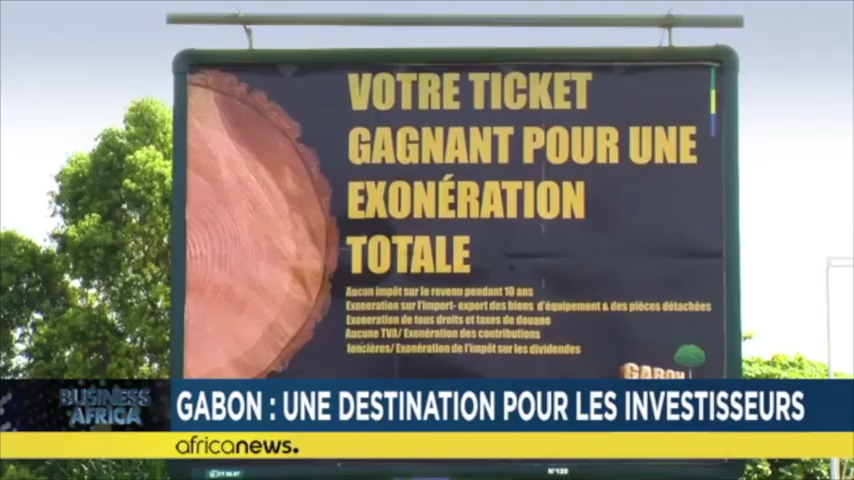 VOTRE TICKET
GAGNANT POUR UNE
EXONÉRATION
TOTALE
Aucun impôt sur le revenu pendant 10 ans
Exoneration sur l'import- export des biens d'équipement & des pièces détachées
Exoneration de tous droits et taxes de douane
Aucune TVA/ Exonération des contributions
foncières/ Exonération de l'impôt sur les dividendes
GABON
BUSINESS
AFRICA
GABON : UNE DESTINATION POUR LES INVESTISSEURS
africanews.
N°120